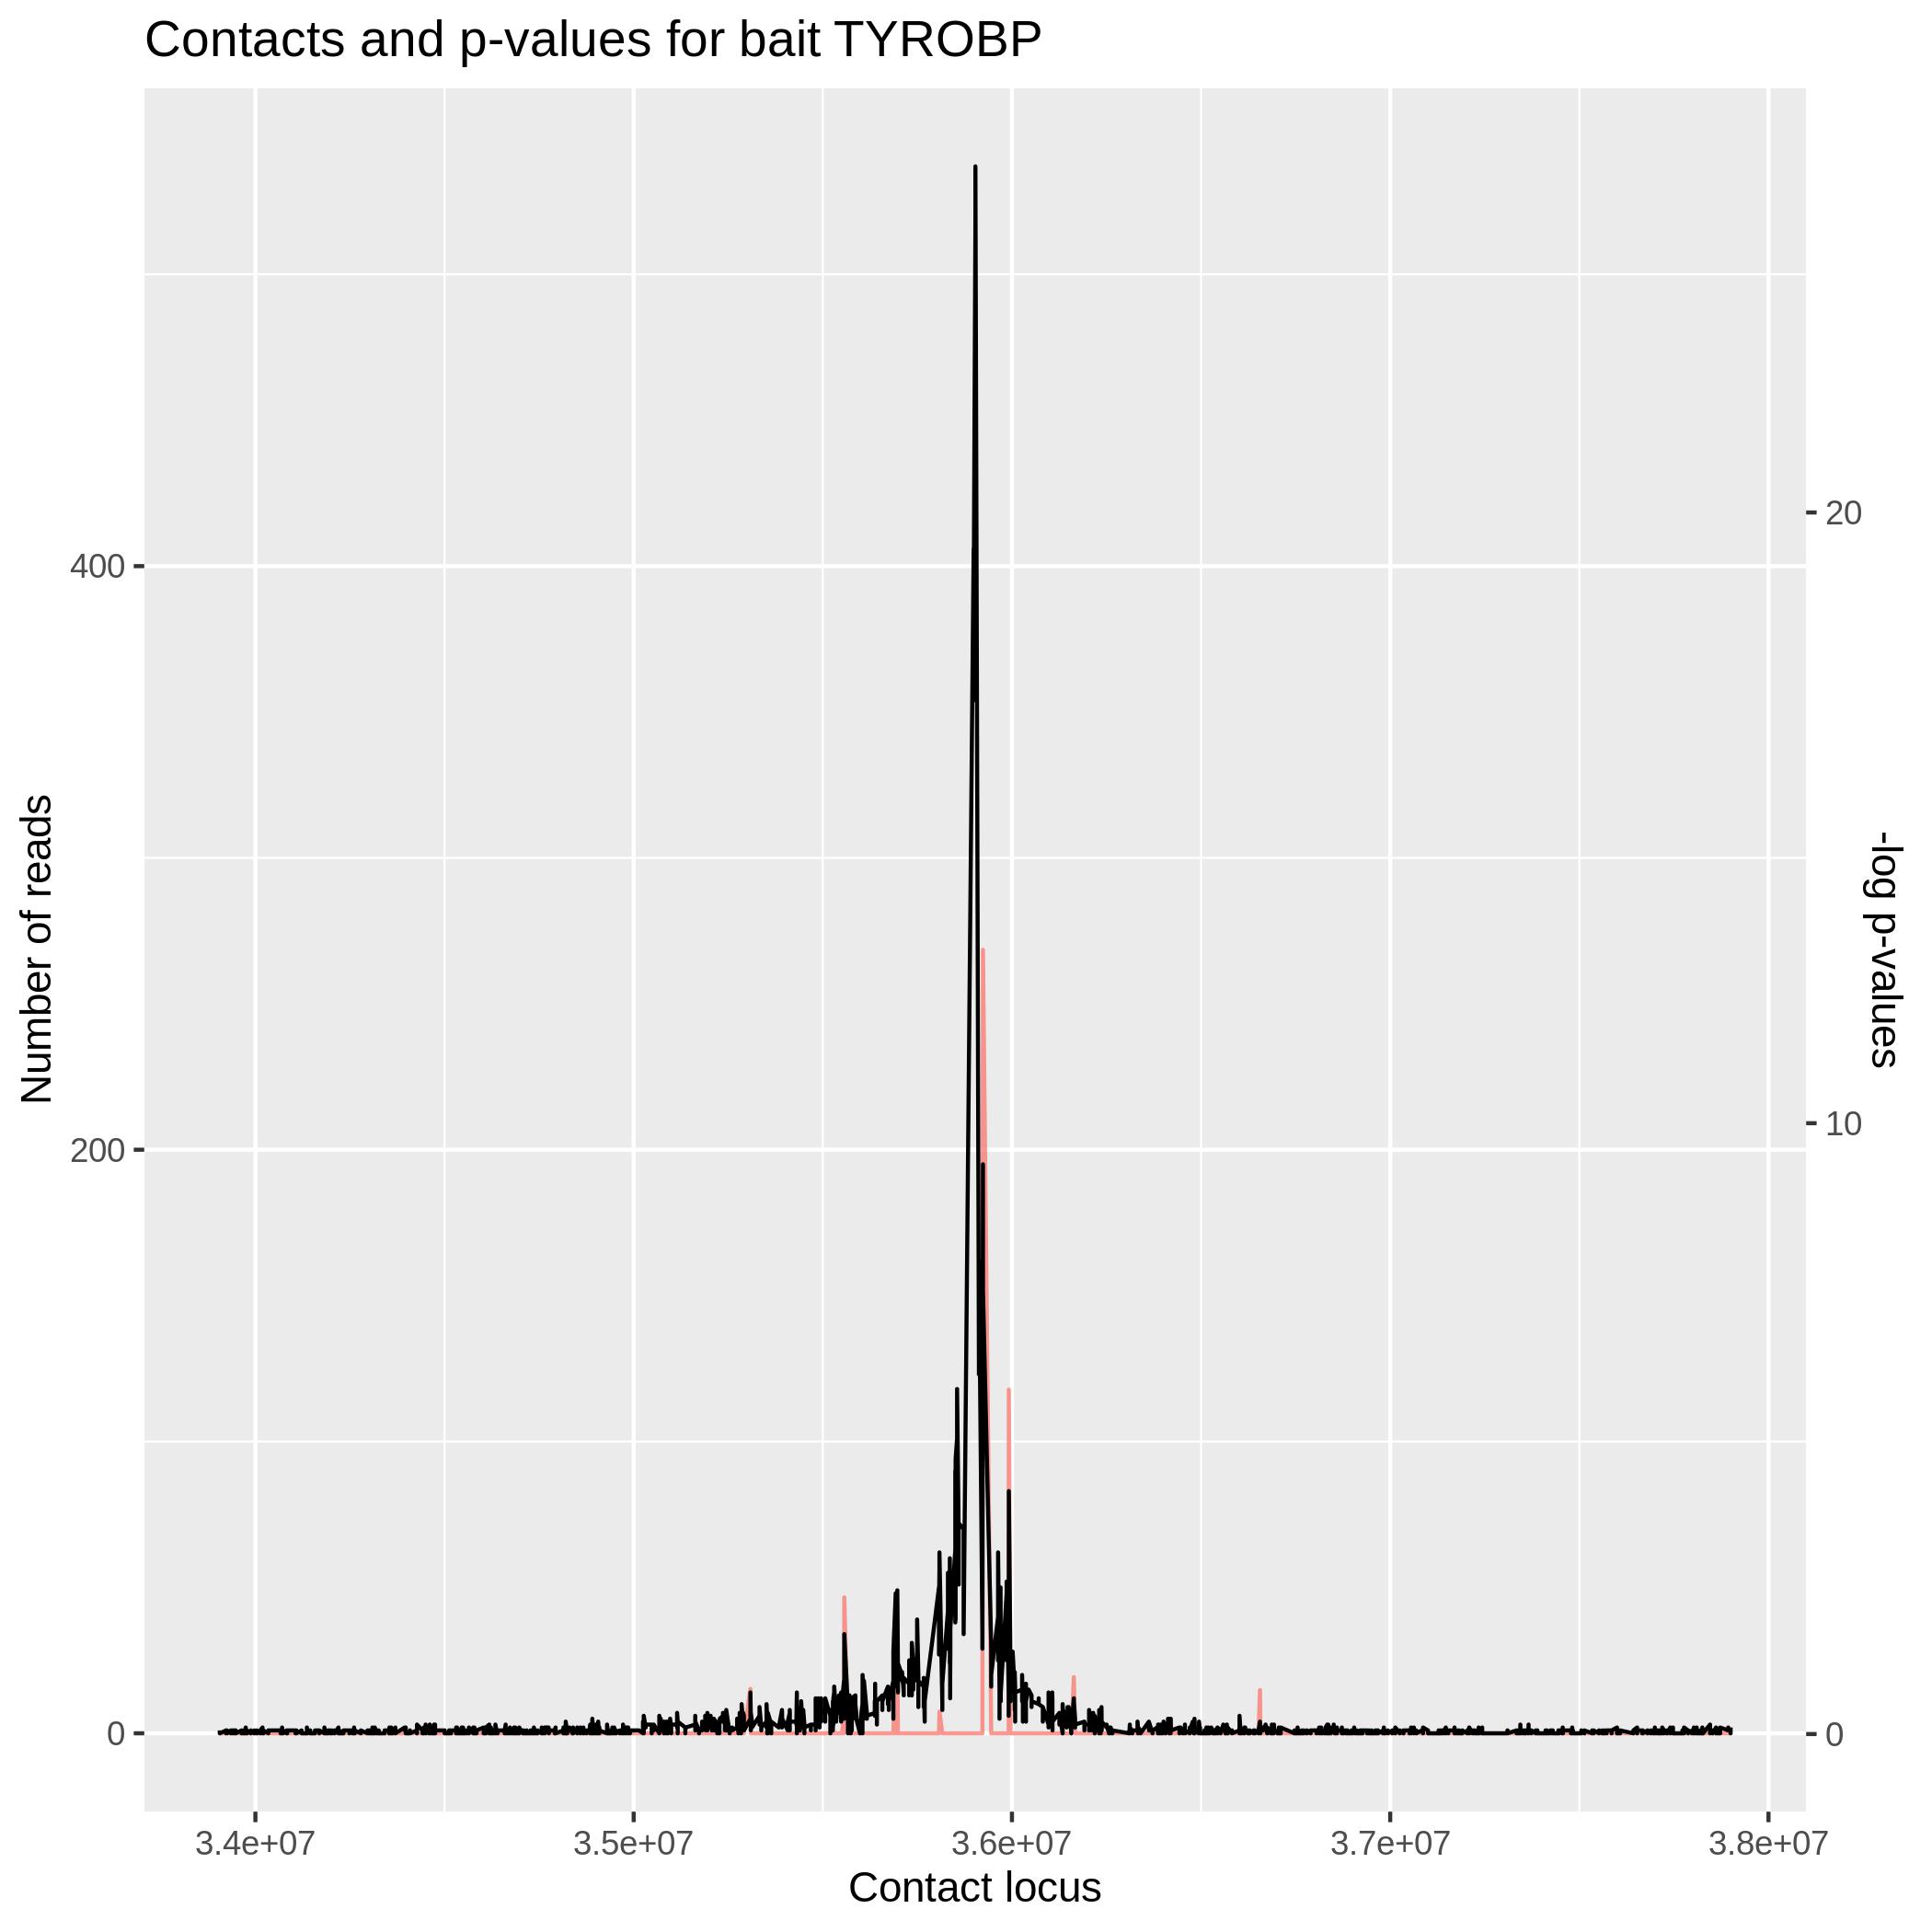 Contacts and p-values for bait TYROBP
Number of reads
400
200
0
20
10
0
-log p-values
3.4e+07 3.5e+07 3.6e+07 3.7e+07 3.8e+07
Contact locus